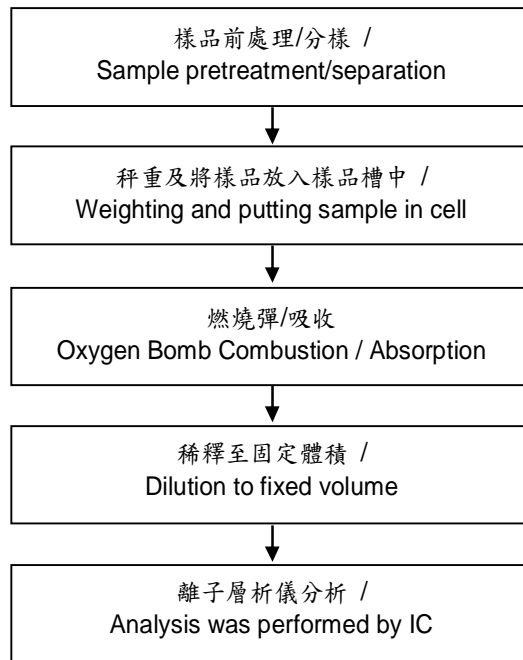 樣品前處理/分樣 /
Sample pretreatment/separation
秤重及將樣品放入樣品槽中 /
Weighting and putting sample in cell
燃燒彈/吸收
Oxygen Bomb Combustion / Absorption
稀釋至固定體積 /
Dilution to fixed volume
離子層析儀分析 /
Analysis was performed by IC